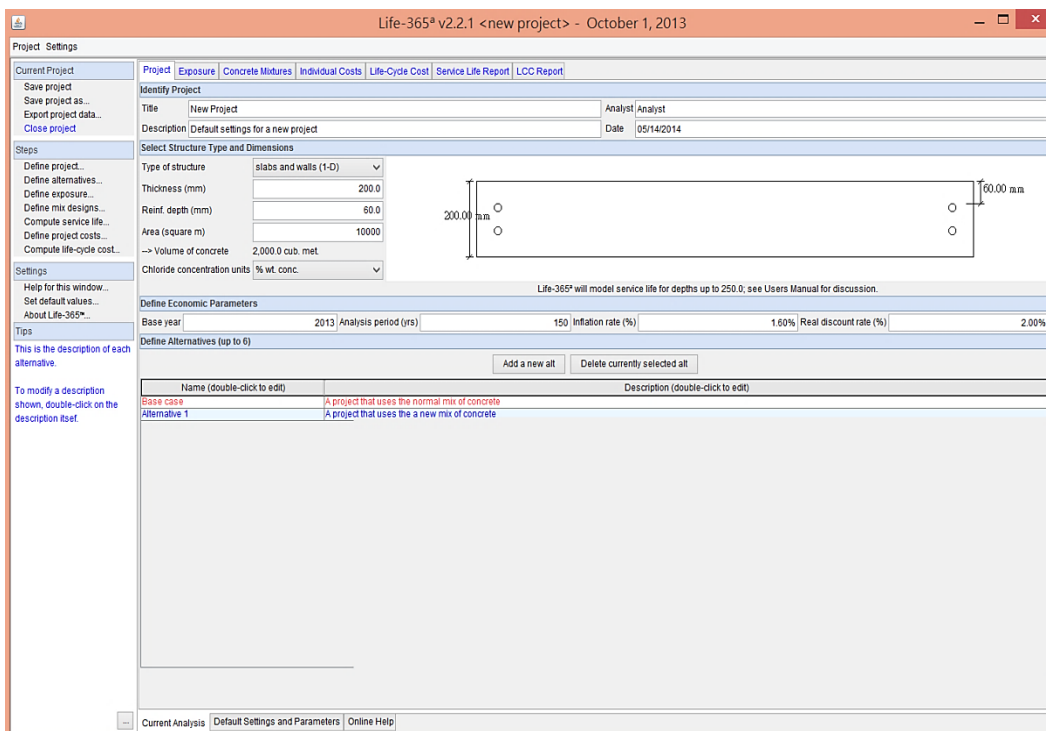 Life-365ª v2.2.1 <new project> - October 1, 2013
Project Settings
Current Project
Save project
Save project as...
Export project data...
Close project
Steps
Define project...
Define alternatives...
Define exposure...
Define mix designs...
Compute service life...
Define project costs...
Compute life-cycle cost...
Settings
Help for this window...
Set default values...
About Life-365™...
Tips
This is the description of each
alternative.
To modify a description
shown, double-click on the
description itsef.
...
Project Exposure Concrete Mixtures Individual Costs Life-Cycle Cost Service Life Report LCC Report
Identify Project
Title New Project Analyst Analyst
Description Default settings for a new project Date 05/14/2014
Select Structure Type and Dimensions
Type of structure slabs and walls (1-D)
Thickness (mm) 200.0
Reinf. depth (mm) 60.0
Area (square m) 10000
--> Volume of concrete 2,000.0 cub. met.
Chloride concentration units % wt. conc.
200.00 mm
60.00 mm
Life-365ª will model service life for depths up to 250.0; see Users Manual for discussion.
Define Economic Parameters
Base year 2013 Analysis period (yrs) 150 Inflation rate (%) 1.60% Real discount rate (%) 2.00%
Define Alternatives (up to 6)
Add a new alt Delete currently selected alt
Name (double-click to edit) Description (double-click to edit)
Base case A project that uses the normal mix of concrete
Alternative 1 A project that uses the a new mix of concrete
Current Analysis Default Settings and Parameters Online Help